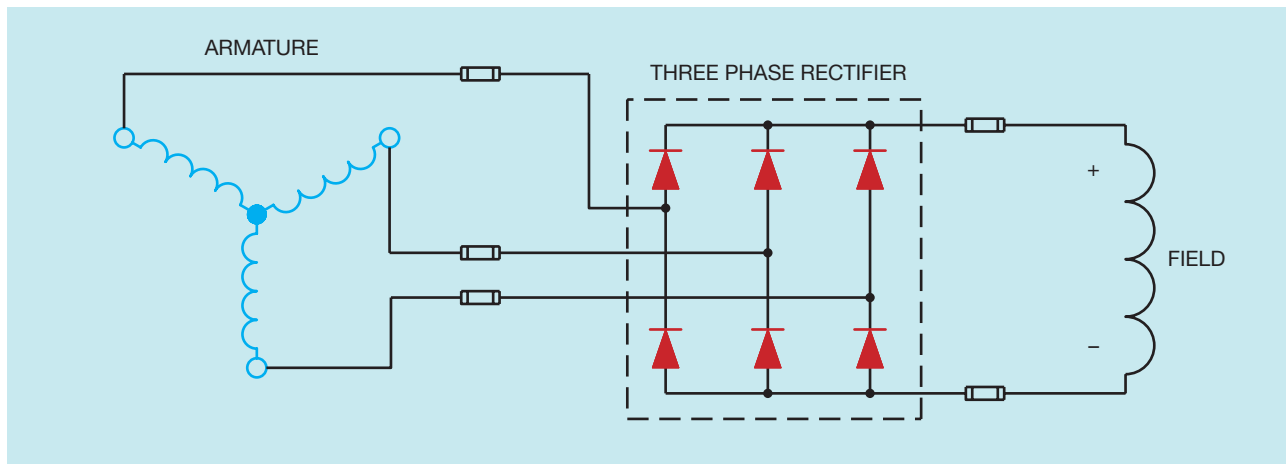 ARMATURE
THREE PHASE RECTIFIER
+
FIELD
−